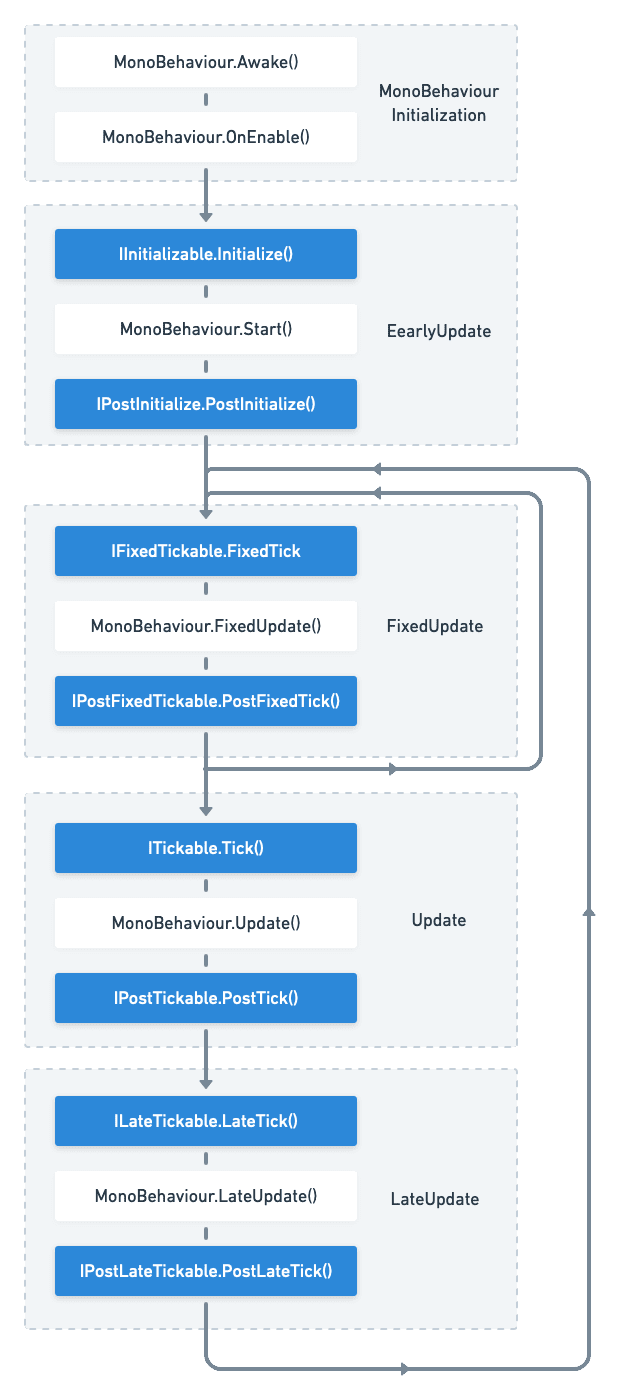 MonoBehaviour.Awake()
MonoBehaviour.OnEnable()
MonoBehaviour
Initialization
IInitializable.Initialize()
MonoBehaviour.Start()
IPostInitialize.PostInitialize()
EearlyUpdate
IFixedTickable.FixedTick
MonoBehaviour.FixedUpdate()
IPostFixedTickable.PostFixedTick()
FixedUpdate
ITickable.Tick()
MonoBehaviour.Update()
IPostTickable.PostTick()
Update
ILateTickable.LateTick()
MonoBehaviour.LateUpdate()
IPostLateTickable.PostLateTick()
LateUpdate